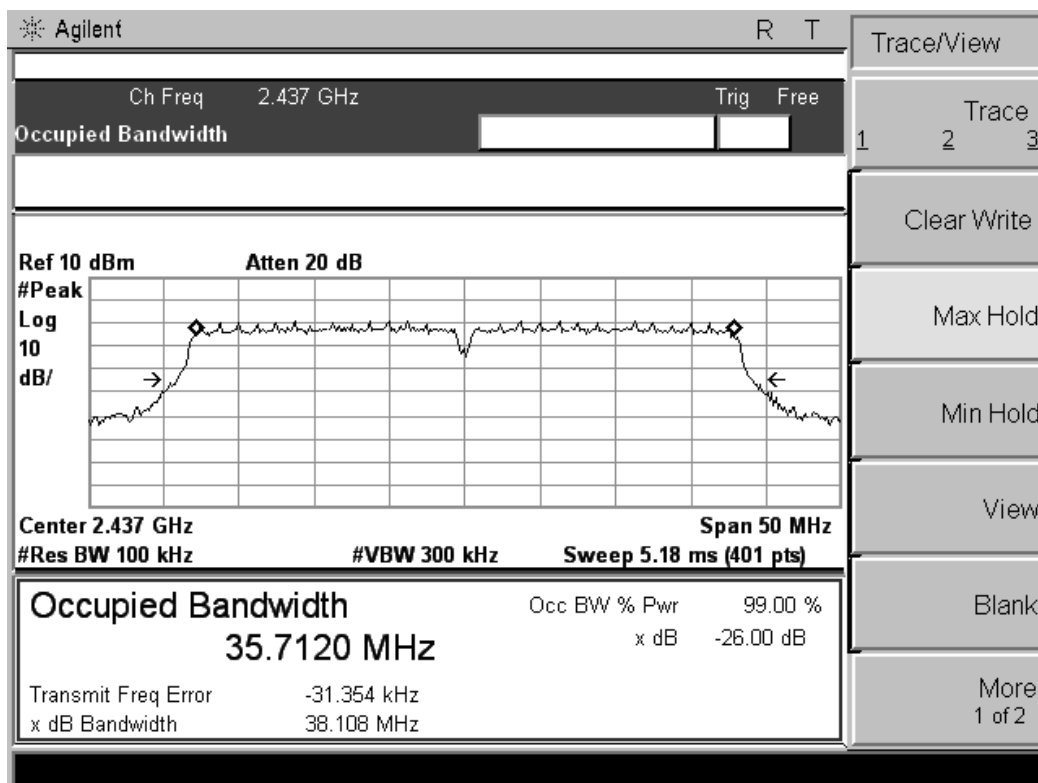 Agilent R T
Trace/View
Ch Freq 2.437 GHz Trig Free
Occupied Bandwidth
Trace
1 2 3
Clear Write
Ref 10 dBm Atten 20 dB
#Peak
Log
10
dB/
Max Hold
Min Hold
Center 2.437 GHz Span 50 MHz
#Res BW 100 kHz #VBW 300 kHz Sweep 5.18 ms (401 pts)
View
Occupied Bandwidth Occ BW % Pwr 99.00 %
35.7120 MHz x dB -26.00 dB
Transmit Freq Error -31.354 kHz
x dB Bandwidth 38.108 MHz
Blank
More
1 of 2